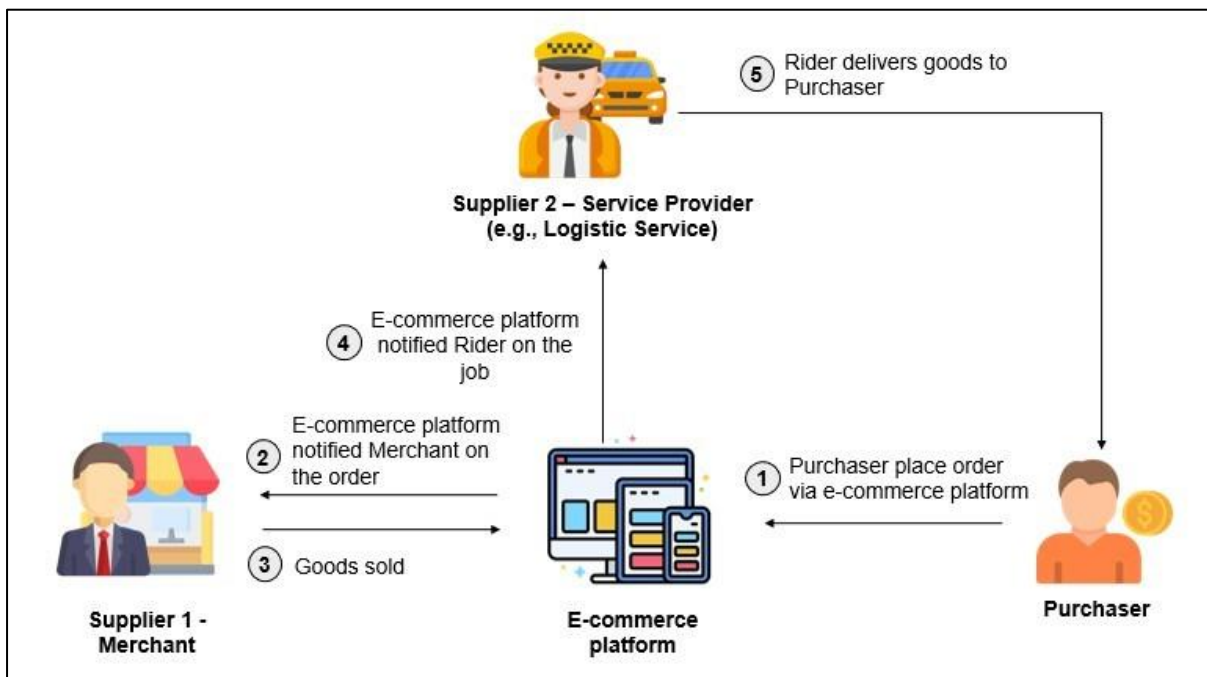 5 Rider delivers goods to
Purchaser
Supplier 2 – Service Provider
(e.g., Logistic Service)
E-commerce platform
4 notified Rider on the
job
E-commerce platform
2 notified Merchant on
the order
1 Purchaser place order
via e-commerce platform
3 Goods sold
$
Supplier 1 -
Merchant
E-commerce
platform
Purchaser